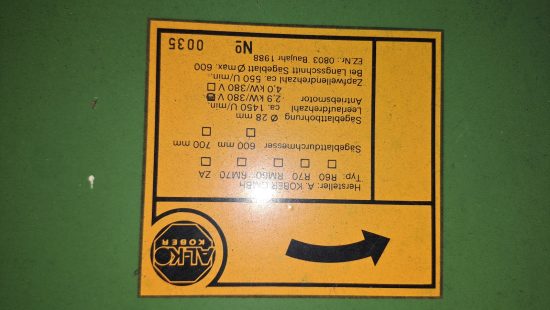 AL-KO
KOBER
Hersteller: A. KOBER GMBH
Typ: R60 R70 RM60 RM70 ZA
Sägeblattdurchmesser 600 mm 700 mm
Sägeblattbohrung Ø 28 mm
Leerlaufdrehzahl ca. 1450 U/min.
Antriebsmotor 2,9 kW/380 V
4,0 kW/380 V
Zapfwellendrehzahl ca. 550 U/min.
Bei Längsschnitt Sägeblatt Ø max. 600
EZ.Nr.: 0803 Baujahr 1988
No 0035